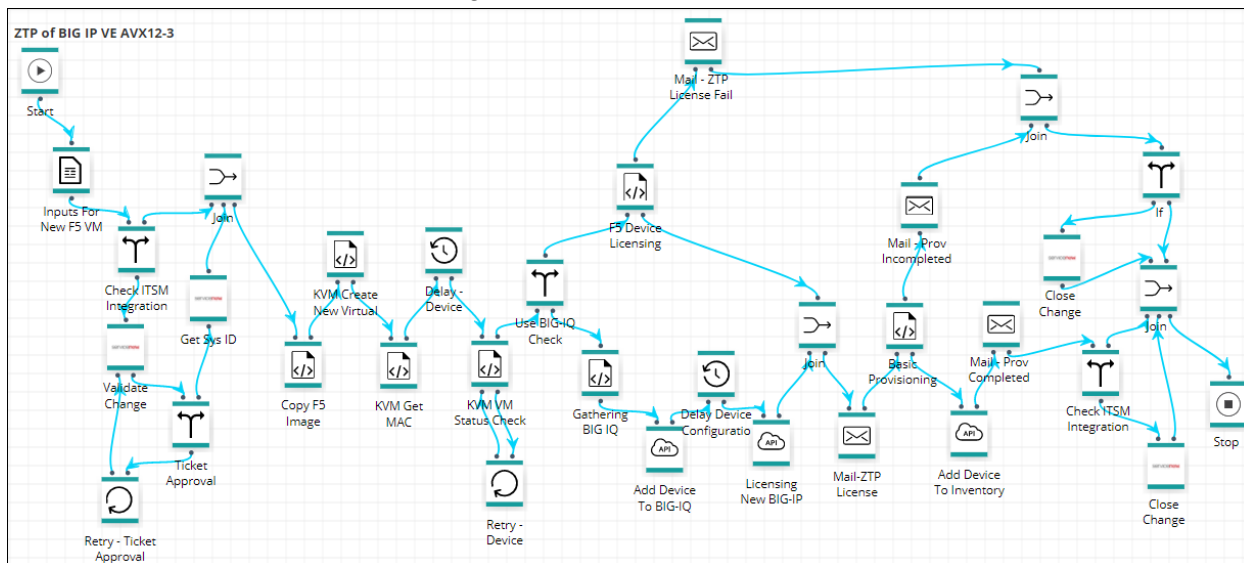 ZTP of BIG IP VE AVX12-3
Start
Inputs For
New F5 VM
Check ITSM
Integration
Validate
Change
Retry - Ticket
Approval
Ticket
Approval
Get Sys ID
Join
Copy F5
Image
KVM Create
New Virtual
KVM Get
MAC
Delay -
Device
KVM VM
Status Check
Retry -
Device
Use BIG-IQ
Check
Gathering
BIG IQ
API
Add Device
To BIG-IQ
Delay Device
Configuratio
API
Licensing
New BIG-IP
F5 Device
Licensing
Mail - ZTP
License Fail
Join
Mail-ZTP
License
Basic
Provisioning
Mail - Prov
Incompleted
API
Add Device
To Inventory
Mail - Prov
Completed
Join
If
Close
Change
Join
Check ITSM
Integration
Close
Change
Stop